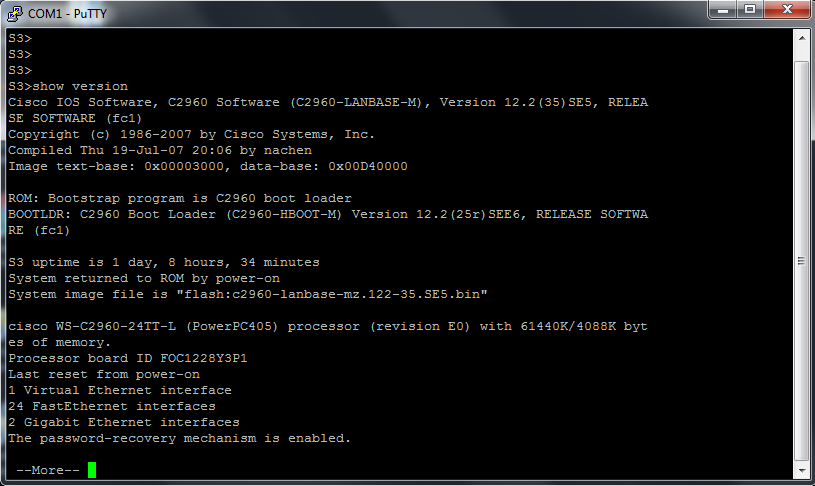 COM1 - PuTTY
S3>
S3>
S3>
S3>show version
Cisco IOS Software, C2960 Software (C2960-LANBASE-M), Version 12.2(35)SE5, RELEA
SE SOFTWARE (fc1)
Copyright (c) 1986-2007 by Cisco Systems, Inc.
Compiled Thu 19-Jul-07 20:06 by nachen
Image text-base: 0x00003000, data-base: 0x00D40000
ROM: Bootstrap program is C2960 boot loader
BOOTLDR: C2960 Boot Loader (C2960-HBOOT-M) Version 12.2(25r)SEE6, RELEASE SOFTWA
RE (fc1)
S3 uptime is 1 day, 8 hours, 34 minutes
System returned to ROM by power-on
System image file is "flash:c2960-lanbase-mz.122-35.SE5.bin"
cisco WS-C2960-24TT-L (PowerPC405) processor (revision E0) with 61440K/4088K byt
es of memory.
Processor board ID FOC1228Y3P1
Last reset from power-on
1 Virtual Ethernet interface
24 FastEthernet interfaces
2 Gigabit Ethernet interfaces
The password-recovery mechanism is enabled.
--More--